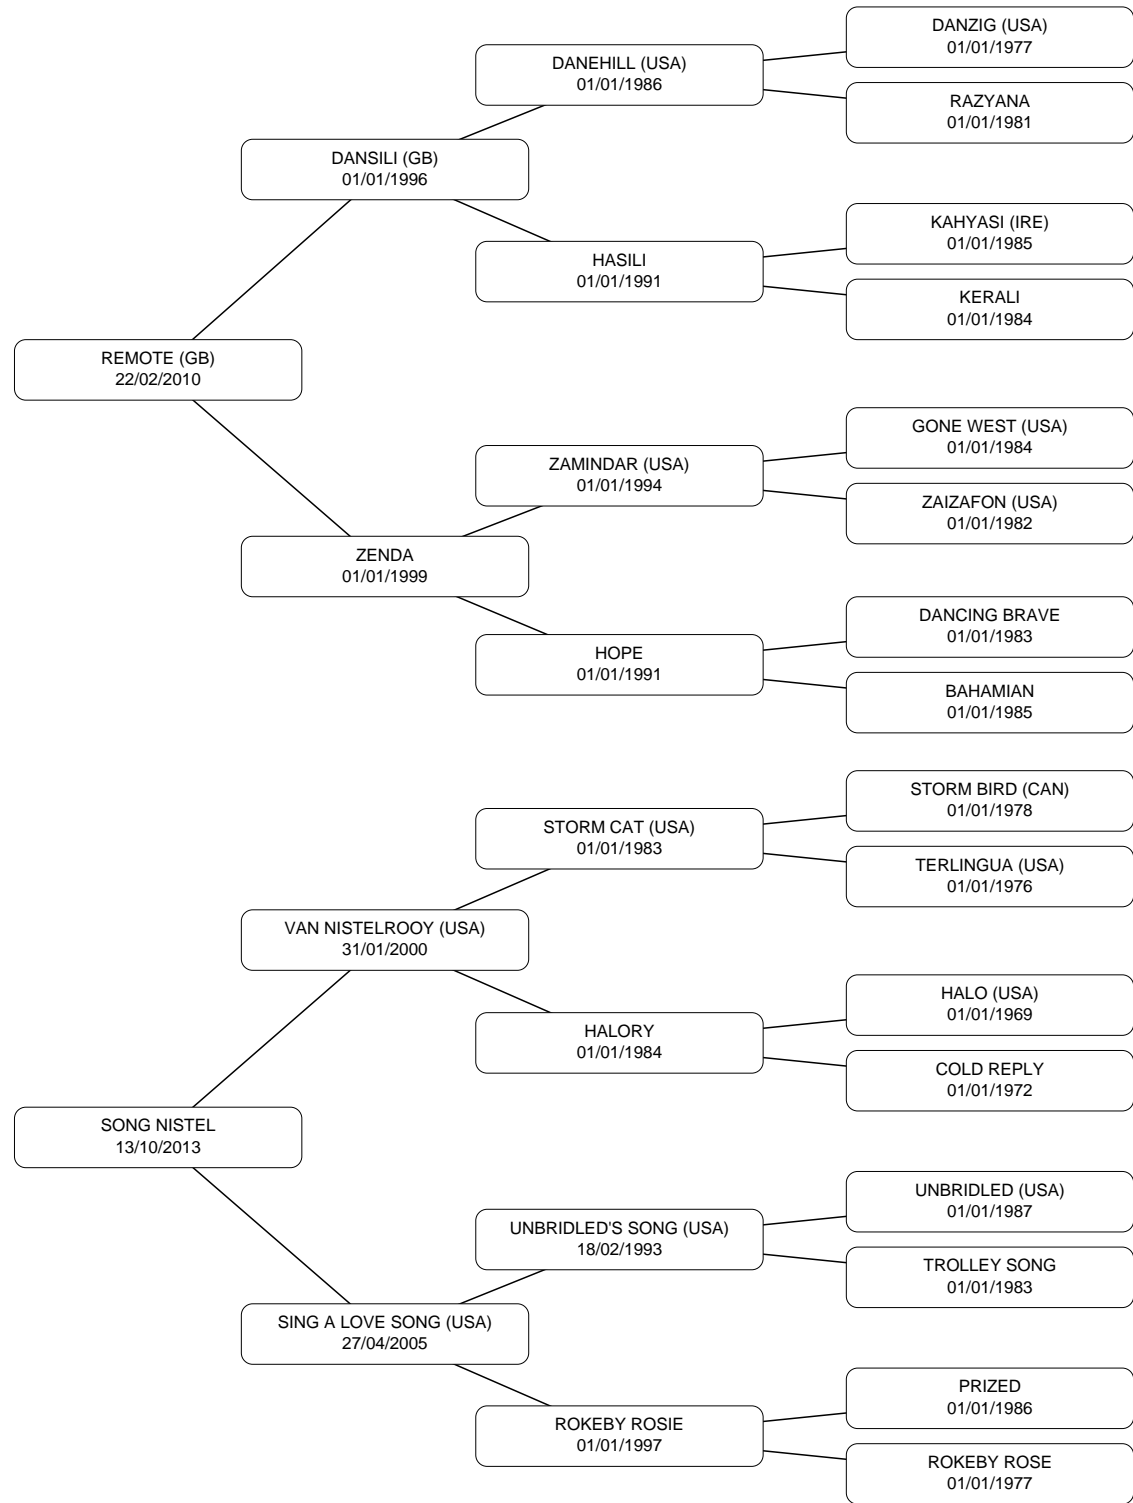 DANZIG (USA)
01/01/1977
DANEHILL (USA)
01/01/1986
RAZYANA
01/01/1981
DANSILI (GB)
01/01/1996
KAHYASI (IRE)
01/01/1985
HASILI
01/01/1991
KERALI
01/01/1984
REMOTE (GB)
22/02/2010
GONE WEST (USA)
01/01/1984
ZAMINDAR (USA)
01/01/1994
ZAIZAFON (USA)
01/01/1982
ZENDA
01/01/1999
DANCING BRAVE
01/01/1983
HOPE
01/01/1991
BAHAMIAN
01/01/1985
STORM BIRD (CAN)
01/01/1978
STORM CAT (USA)
01/01/1983
TERLINGUA (USA)
01/01/1976
VAN NISTELROOY (USA)
31/01/2000
HALO (USA)
01/01/1969
HALORY
01/01/1984
COLD REPLY
01/01/1972
SONG NISTEL
13/10/2013
UNBRIDLED (USA)
01/01/1987
UNBRIDLED'S SONG (USA)
18/02/1993
TROLLEY SONG
01/01/1983
SING A LOVE SONG (USA)
27/04/2005
PRIZED
01/01/1986
ROKEBY ROSIE
01/01/1997
ROKEBY ROSE
01/01/1977